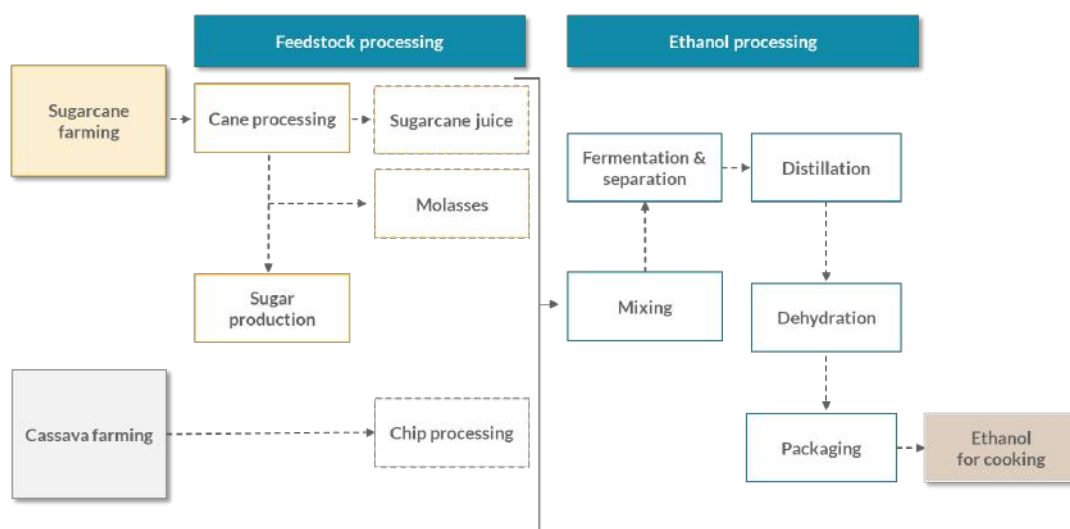 Feedstock processing
Ethanol processing
Sugarcane
farming
Cane processing
Sugarcane juice
Molasses
Sugar
production
Cassava farming
Chip processing
Fermentation &
separation
Distillation
Mixing
Dehydration
Packaging
Ethanol
for cooking